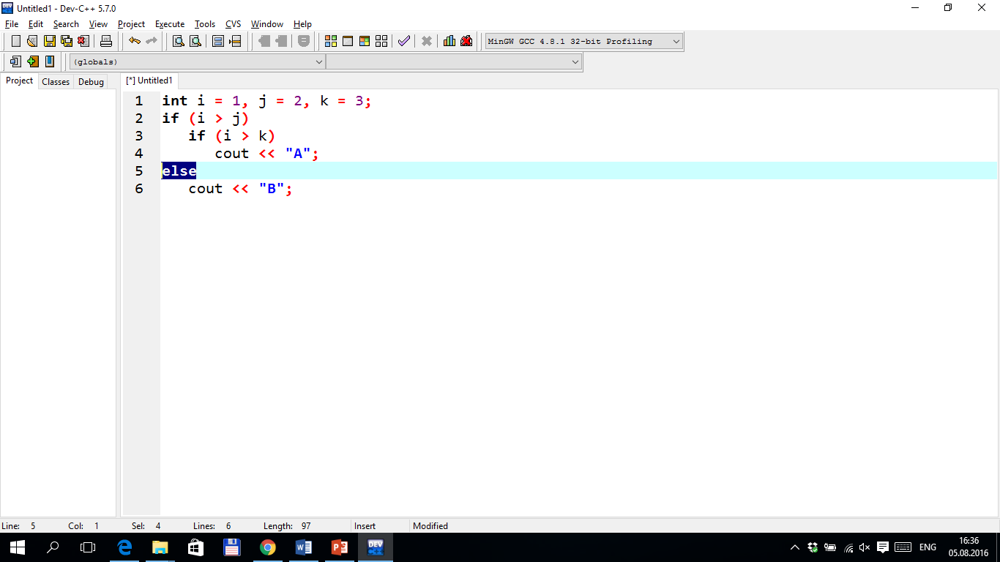 Untitled1 - Dev-C++ 5.7.0
File Edit Search View Project Execute Tools CVS Window Help
MinGW GCC 4.8.1 32-bit Profiling
(globals)
Project Classes Debug [*] Untitled1
1 int i = 1, j = 2, k = 3;
2 if (i > j)
3    if (i > k)
4       cout << "A";
5 else
6    cout << "B";
Line: 5 Col: 1 Sel: 4 Lines: 6 Length: 97 Insert Modified
ENG 16:36
05.08.2016